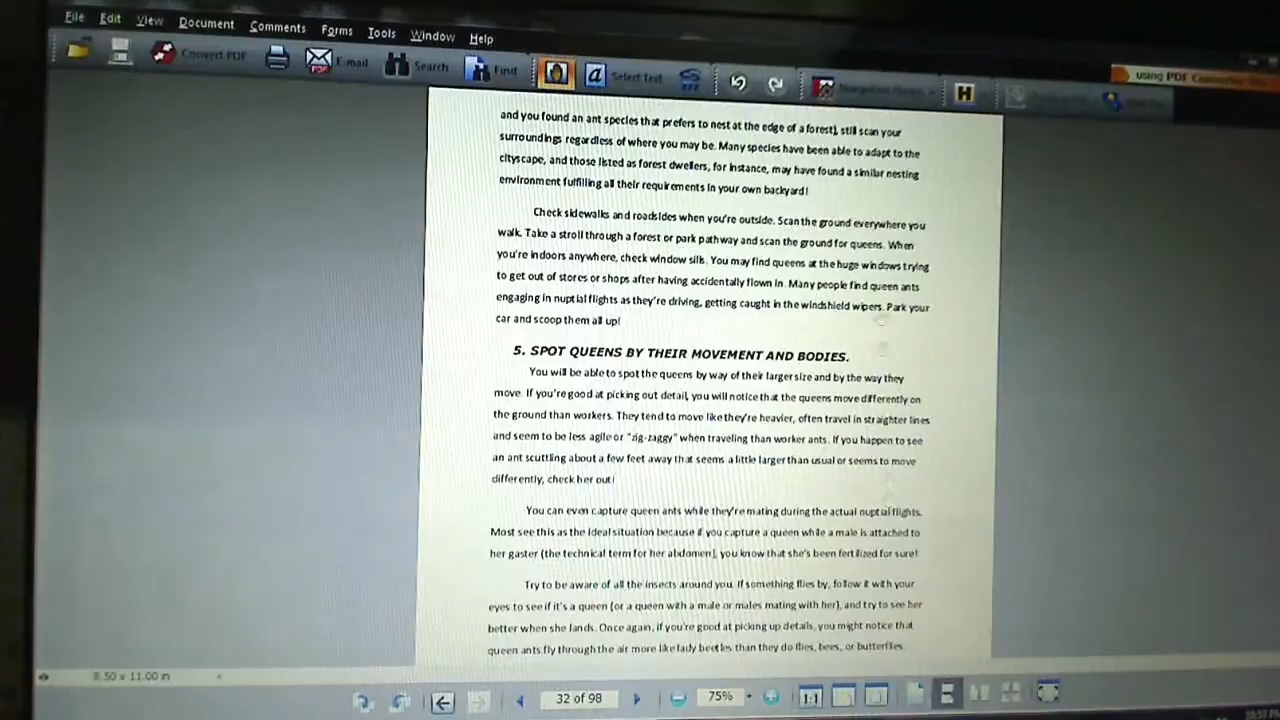 File Edit View Document Comments Forms Tools Window Help
Convert PDF E-mail Search Find Select Text
using PDF Converter
and you found an ant species that prefers to nest at the edge of a forest), still scan your
surroundings regardless of where you may be. Many species have been able to adapt to the
cityscape, and those listed as forest dwellers, for instance, may have found a similar nesting
environment fulfilling all their requirements in your own backyard!
Check sidewalks and roadsides when you're outside. Scan the ground everywhere you
walk. Take a stroll through a forest or park pathway and scan the ground for queens. When
you're indoors anywhere, check window sills. You may find queens at the huge windows trying
to get out of stores or shops after having accidentally flown in. Many people find queen ants
engaging in nuptial flights as they're driving, getting caught in the windshield wipers. Park your
car and scoop them all up!
5. SPOT QUEENS BY THEIR MOVEMENT AND BODIES.
You will be able to spot the queens by way of their larger size and by the way they
move. If you're good at picking out detail, you will notice that the queens move differently on
the ground than workers. They tend to move like they're heavier, often travel in straighter lines
and seem to be less agile or "zig-zaggy" when traveling than worker ants. If you happen to see
an ant scuttling about a few feet away that seems a little larger than usual or seems to move
differently, check her out!
You can even capture queen ants while they're mating during the actual nuptial flights.
Most see this as the ideal situation because if you capture a queen while a male is attached to
her gaster (the technical term for her abdomen), you know that she's been fertilized for sure!
Try to be aware of all the insects around you. If something flies by, follow it with your
eyes to see if it's a queen (or a queen with a male or males mating with her), and try to see her
better when she lands. Once again, if you're good at picking up details, you might notice that
queen ants fly through the air more like lady beetles than they do flies, bees, or butterflies.
8.50 x 11.00 in
32 of 98 75%